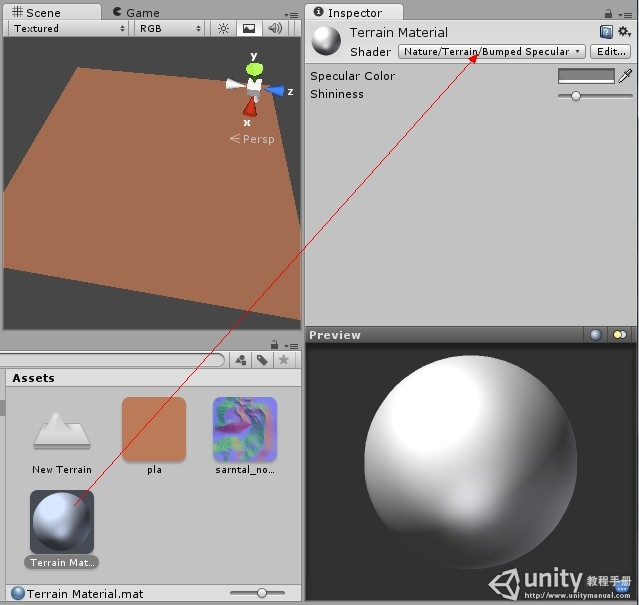 Scene
Game
Textured
RGB
y
z
x
Persp
Assets
New Terrain
pla
sarntal_no...
Terrain Mat...
Terrain Material.mat
Inspector
Terrain Material
Shader
Nature/Terrain/Bumped Specular
Edit...
Specular Color
Shininess
Preview
unity 教程手册
http://www.unitymanual.com